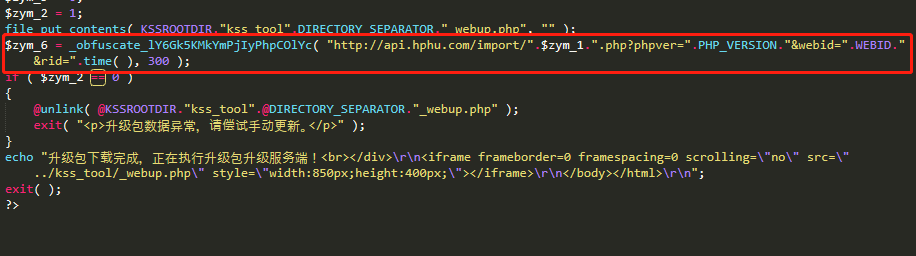 $zym_2 = 1;
file_put_contents( KSSROOTDIR."kss_tool".DIRECTORY_SEPARATOR."_webup.php", "" );
$zym_6 = _obfuscate_lY6Gk5KMkYmPjIyPhpCOlYc( "http://api.hphu.com/import/".$zym_1.".php?phpver=".PHP_VERSION."&webid=".WEBID."
&rid=".time( ), 300 );
if ( $zym_2 == 0 )
{
@unlink( @KSSROOTDIR."kss_tool".@DIRECTORY_SEPARATOR."_webup.php" );
exit( "<p>升级包数据异常，请偿试手动更新。</p>" );
}
echo "升级包下载完成，正在执行升级包升级服务端！<br></div>\r\n<iframe frameborder=0 framespacing=0 scrolling=\"no\" src=\"
../kss_tool/_webup.php\" style=\"width:850px;height:400px;\"></iframe>\r\n</body></html>\r\n";
exit( );
?>